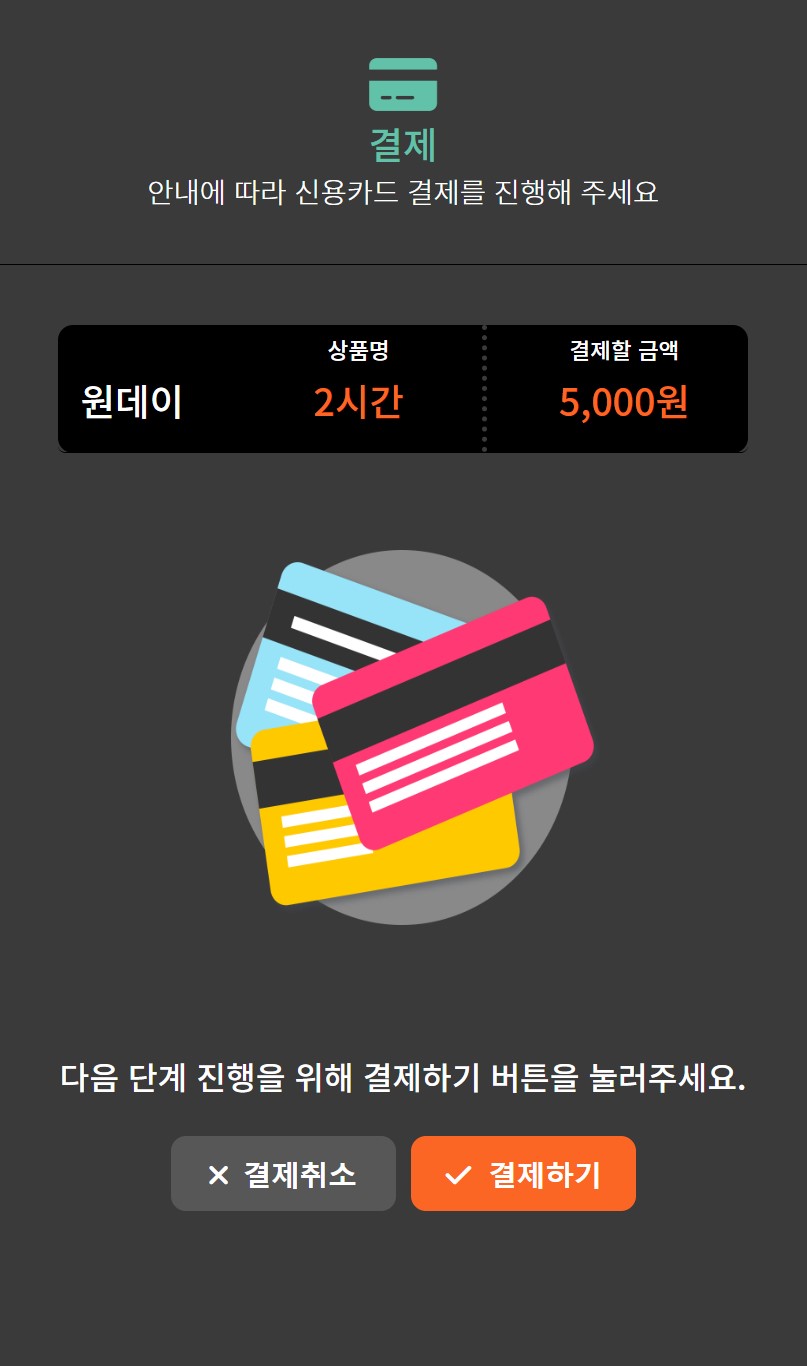 결제
안내에 따라 신용카드 결제를 진행해 주세요
상품명 결제할 금액
원데이 2시간 5,000원
다음 단계 진행을 위해 결제하기 버튼을 눌러주세요.
결제취소 결제하기